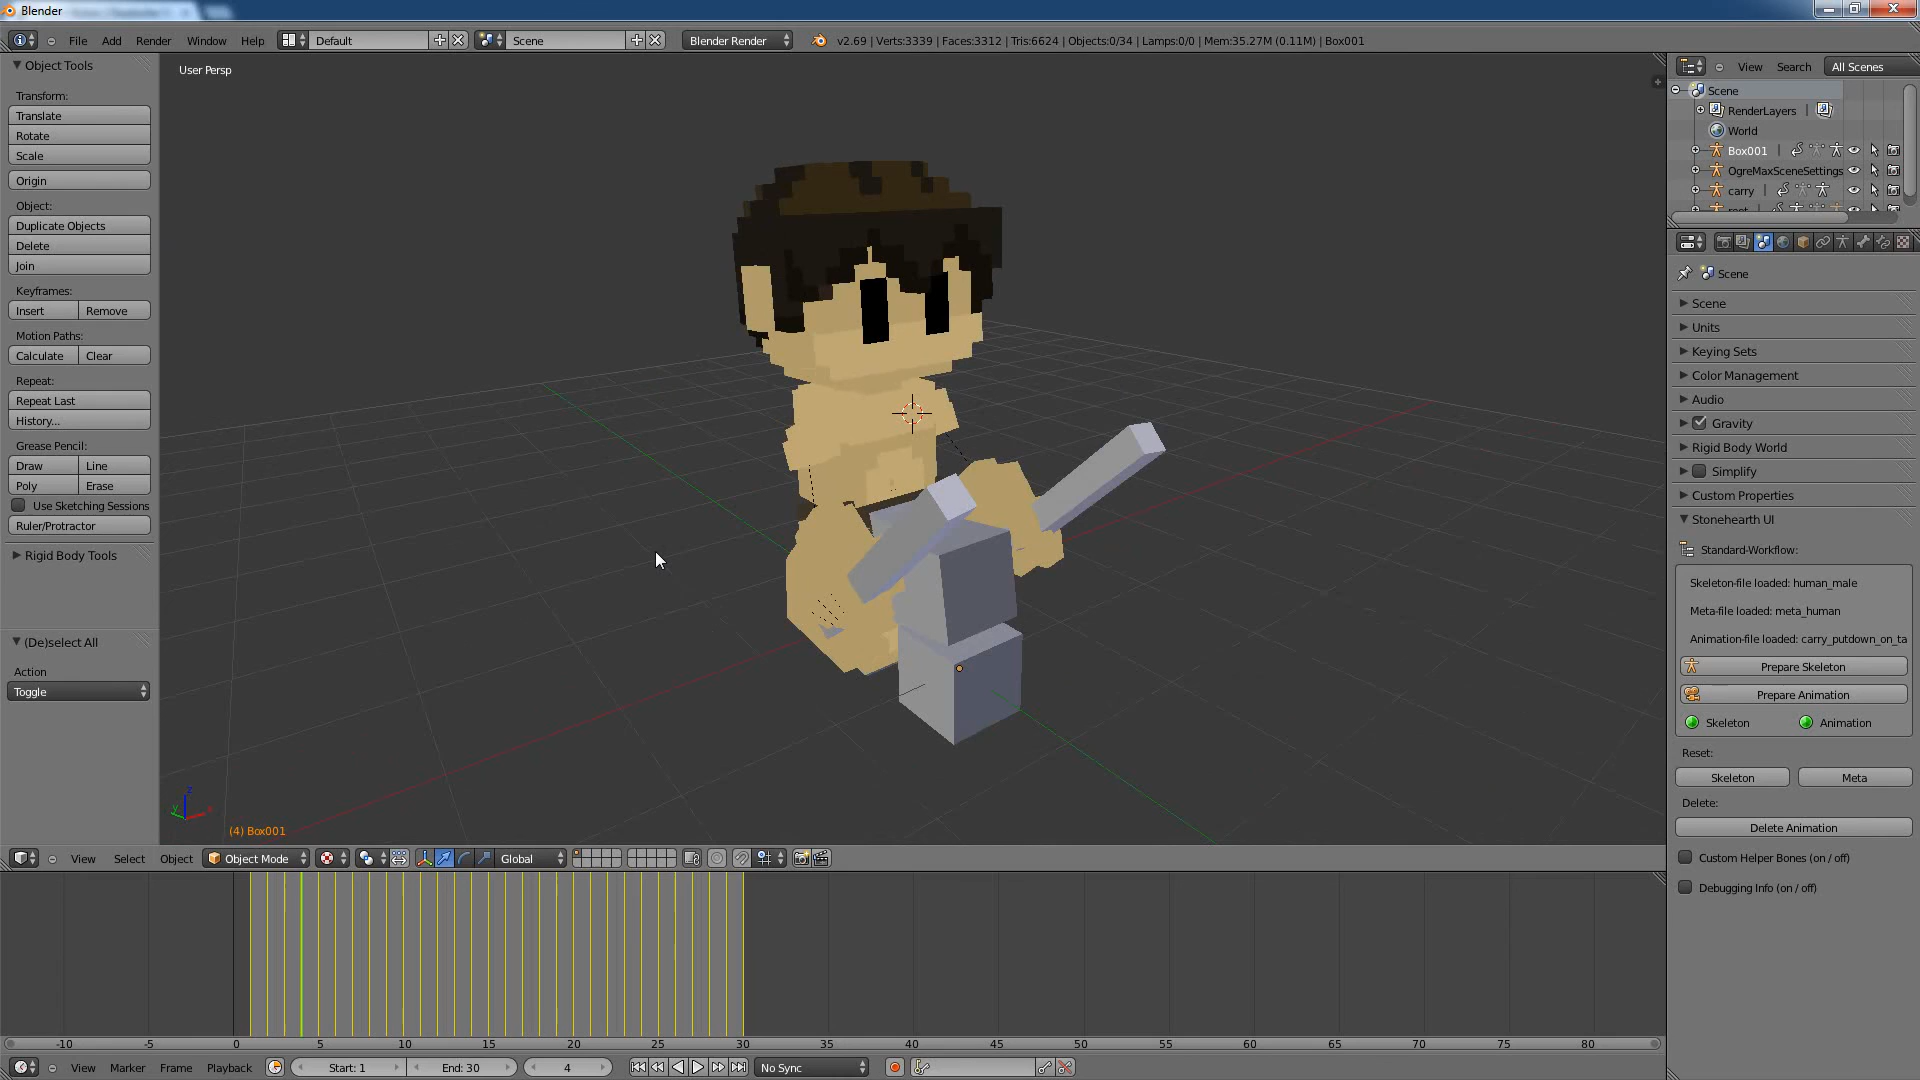 Blender
File Add Render Window Help Default Scene Blender Render v2.69 | Verts:3339 | Faces:3312 | Tris:6624 | Objects:0/34 | Lamps:0/0 | Mem:35.27M (0.11M) | Box001
Object Tools
Transform:
Translate
Rotate
Scale
Origin
Object:
Duplicate Objects
Delete
Join
Keyframes:
Insert Remove
Motion Paths:
Calculate Clear
Repeat:
Repeat Last
History...
Grease Pencil:
Draw Line
Poly Erase
Use Sketching Sessions
Ruler/Protractor
Rigid Body Tools
(De)select All
Action
Toggle
User Persp
z
y
x
(4) Box001
View Select Object Object Mode Global
-10 -5 0 5 10 15 20 25 30 35 40 45 50 55 60 65 70 75 80
View Marker Frame Playback Start: 1 End: 30 4 No Sync
View Search All Scenes
Scene
RenderLayers |
World
Box001 |
OgreMaxSceneSettings
carry |
root
Scene
Scene
Units
Keying Sets
Color Management
Audio
Gravity
Rigid Body World
Simplify
Custom Properties
Stonehearth UI
Standard-Workflow:
Skeleton-file loaded: human_male
Meta-file loaded: meta_human
Animation-file loaded: carry_putdown_on_ta
Prepare Skeleton
Prepare Animation
Skeleton Animation
Reset:
Skeleton Meta
Delete:
Delete Animation
Custom Helper Bones (on / off)
Debugging Info (on / off)